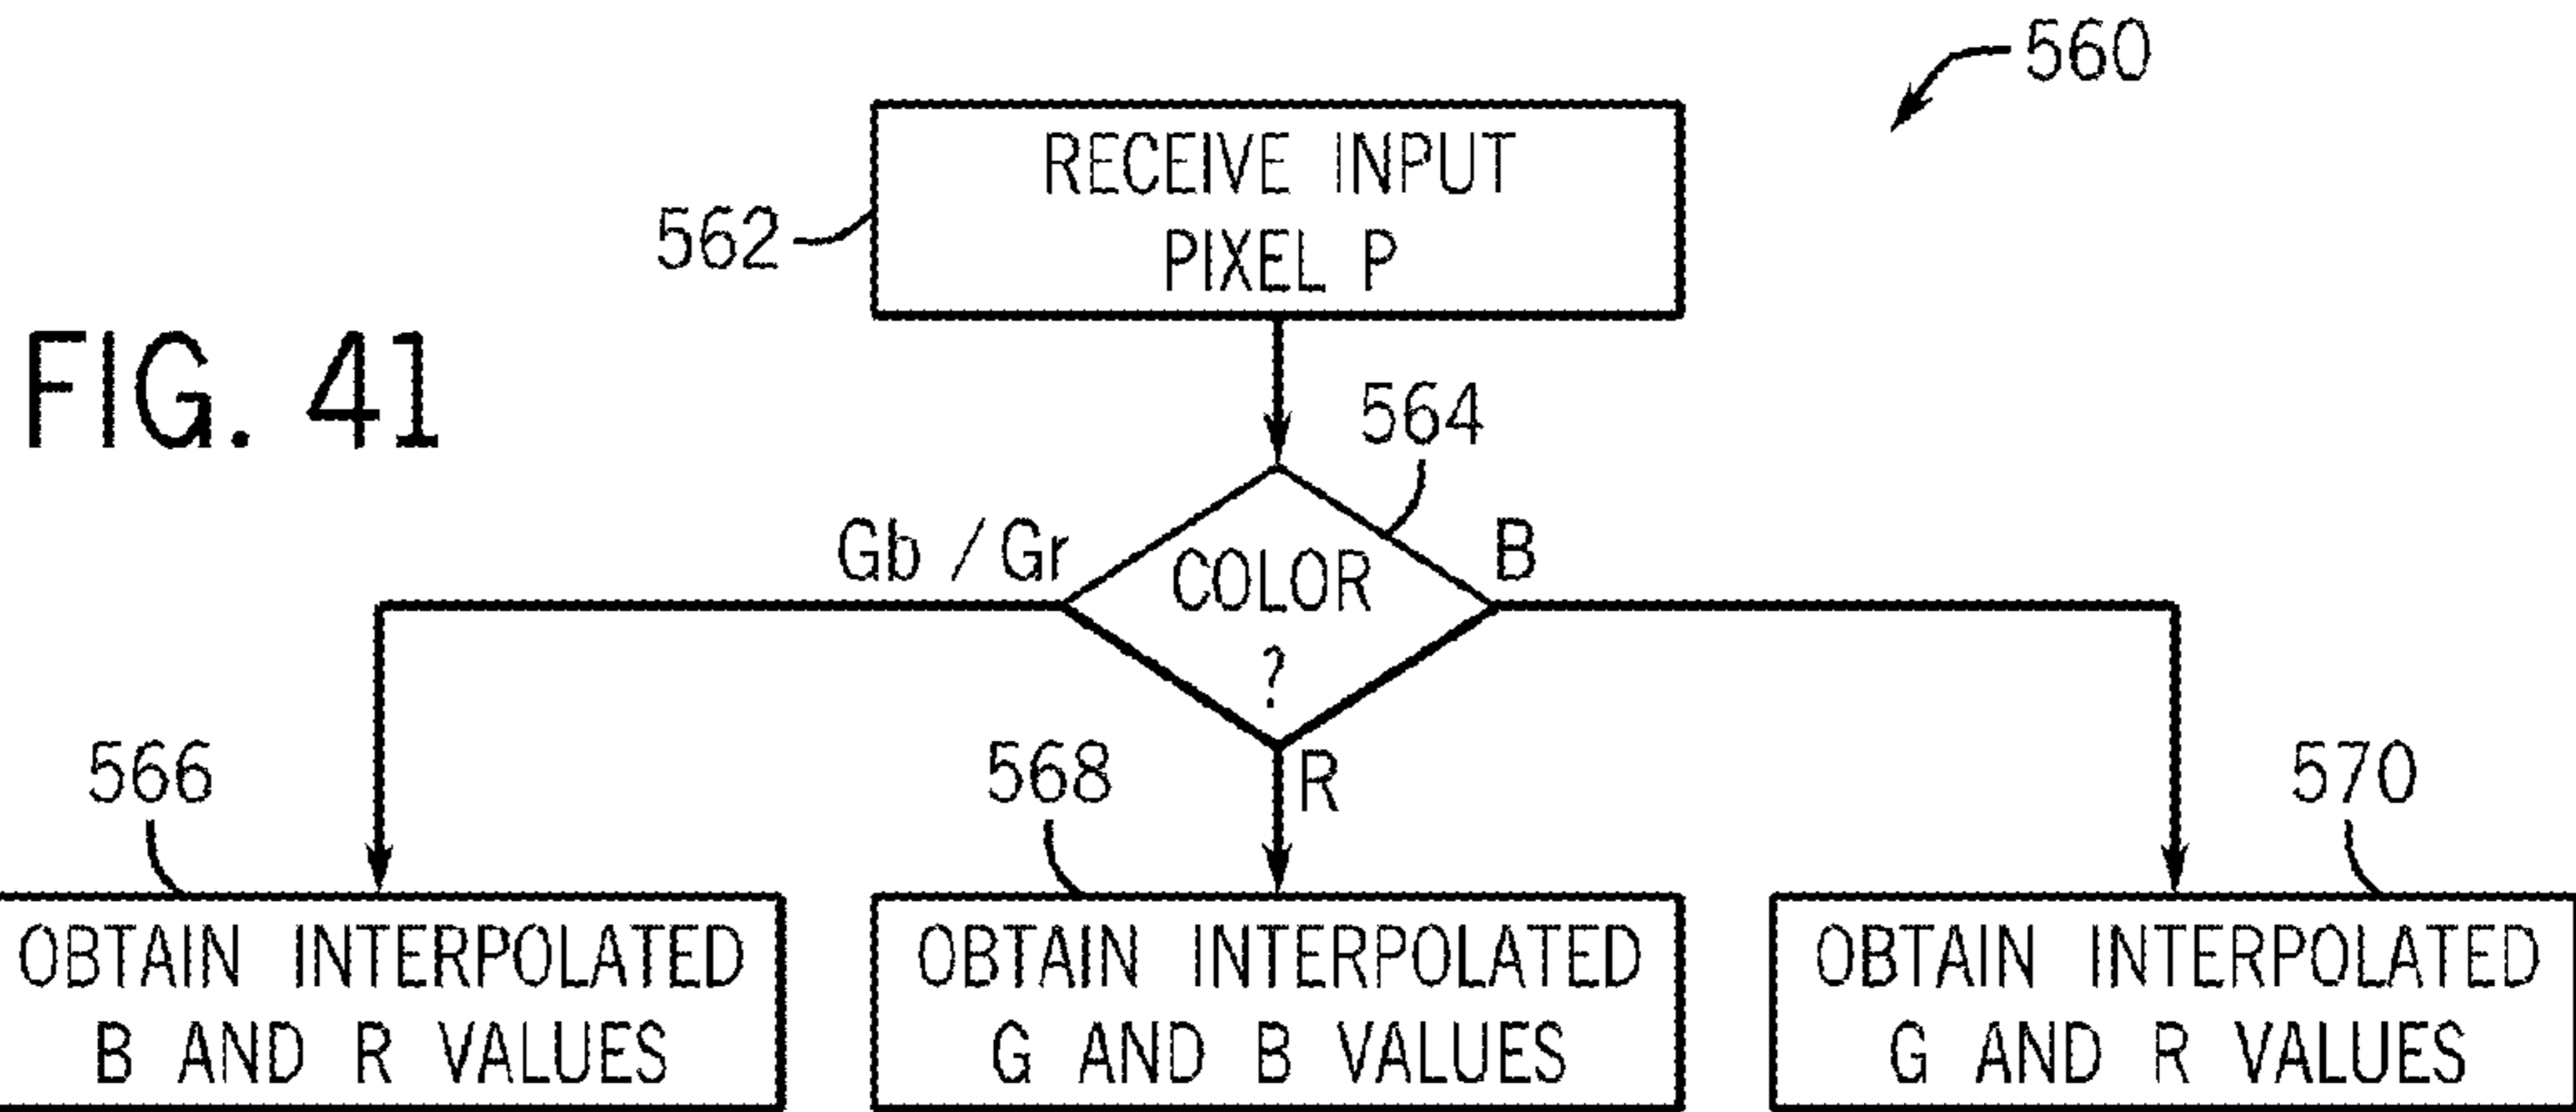 560
RECEIVE INPUT
PIXEL P
562
FIG. 41
564
Gb / Gr
COLOR
?
B
R
566
568
570
OBTAIN INTERPOLATED
B AND R VALUES
OBTAIN INTERPOLATED
G AND B VALUES
OBTAIN INTERPOLATED
G AND R VALUES